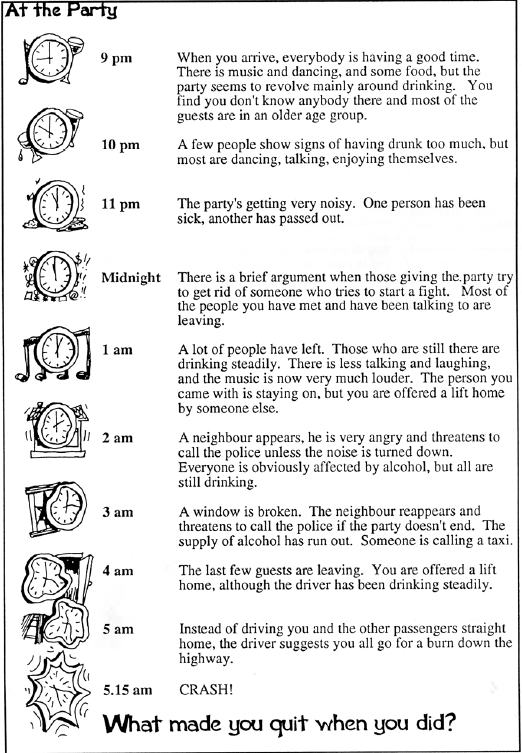 At the Party
9 pm When you arrive, everybody is having a good time.
There is music and dancing, and some food, but the
party seems to revolve mainly around drinking. You
find you don't know anybody there and most of the
guests are in an older age group.
10 pm A few people show signs of having drunk too much, but
most are dancing, talking, enjoying themselves.
11 pm The party's getting very noisy. One person has been
sick, another has passed out.
Midnight There is a brief argument when those giving the party try
to get rid of someone who tries to start a fight. Most of
the people you have met and have been talking to are
leaving.
1 am A lot of people have left. Those who are still there are
drinking steadily. There is less talking and laughing,
and the music is now very much louder. The person you
came with is staying on, but you are offered a lift home
by someone else.
2 am A neighbour appears, he is very angry and threatens to
call the police unless the noise is turned down.
Everyone is obviously affected by alcohol, but all are
still drinking.
3 am A window is broken. The neighbour reappears and
threatens to call the police if the party doesn't end. The
supply of alcohol has run out. Someone is calling a taxi.
4 am The last few guests are leaving. You are offered a lift
home, although the driver has been drinking steadily.
5 am Instead of driving you and the other passengers straight
home, the driver suggests you all go for a burn down the
highway.
5.15 am CRASH!
What made you quit when you did?